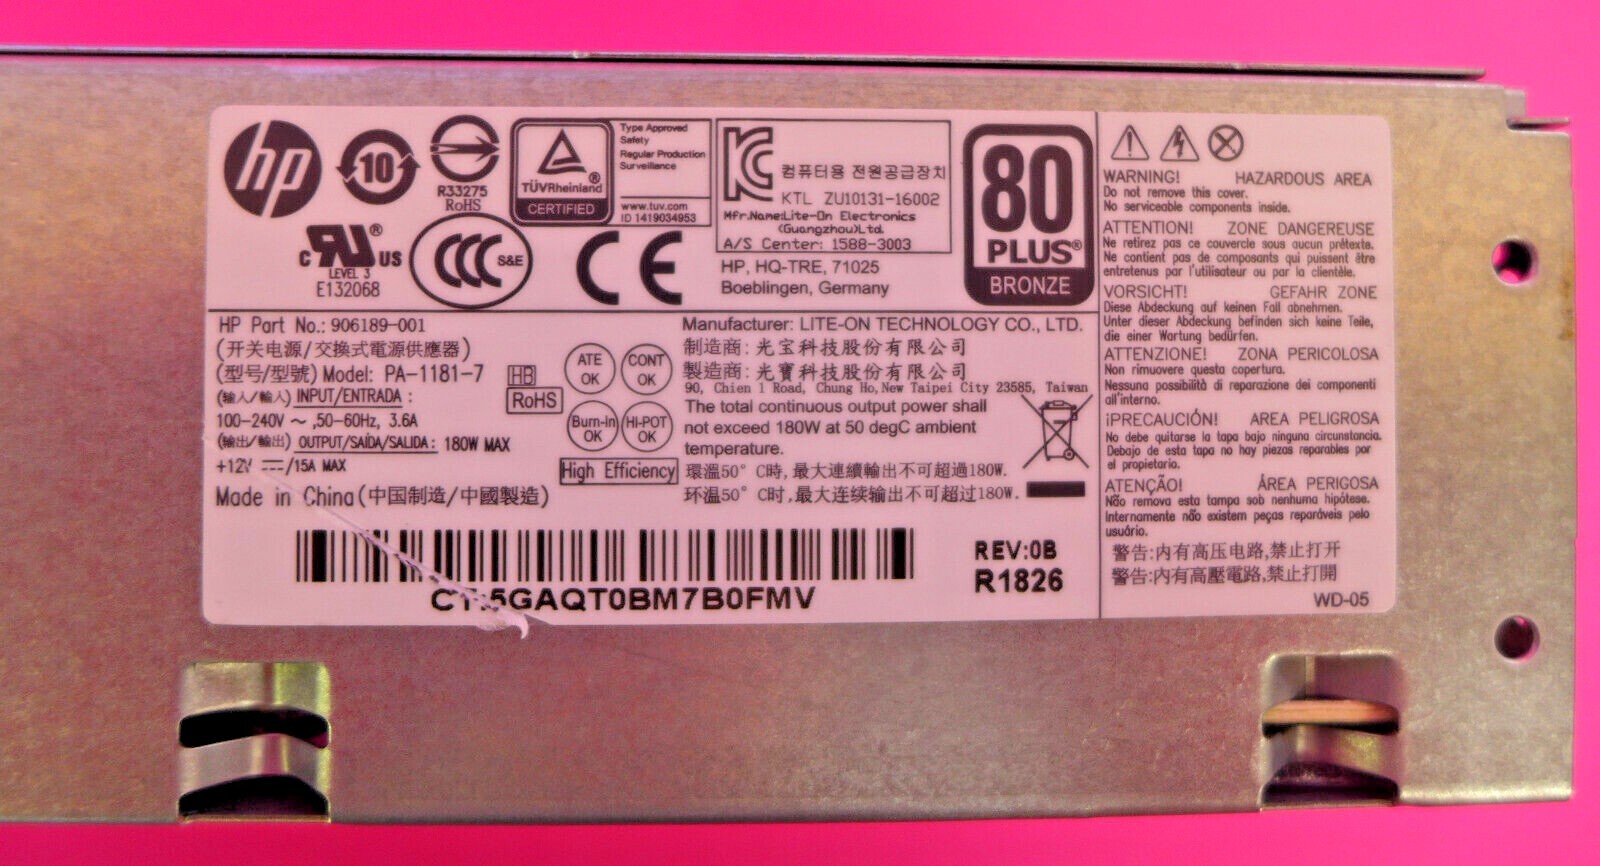 hp
10
R33275
RoHS
TÜVRheinland®
CERTIFIED
Type Approved
Safety
Regular Production
Surveillance
www.tuv.com
ID 1419034953
컴퓨터용 전원공급장치
KTL ZU10131-16002
Mfr.Name:Lite-On Electronics
(Guangzhou)Ltd.
A/S Center: 1588-3003
HP, HQ-TRE, 71025
Boeblingen, Germany
80
PLUS®
BRONZE
c RU® US
LEVEL 3
E132068
CCC S&E
CE
HP Part No.: 906189-001
(开关电源/交換式電源供應器)
(型号/型號) Model: PA-1181-7
(输入/輸入) INPUT/ENTRADA :
100-240V ~ ,50-60Hz, 3.6A
(输出/輸出) OUTPUT/SAÍDA/SALIDA : 180W MAX
+12V ⎓/15A MAX
Made in China(中国制造/中國製造)
HB
RoHS
ATE OK
CONT OK
Burn-In OK
HI-POT OK
High Efficiency
Manufacturer: LITE-ON TECHNOLOGY CO., LTD.
制造商: 光宝科技股份有限公司
製造商: 光寶科技股份有限公司
90, Chien 1 Road, Chung Ho, New Taipei City 23585, Taiwan
The total continuous output power shall
not exceed 180W at 50 degC ambient
temperature.
環溫50° C時, 最大連續輸出不可超過180W.
环温50° C时, 最大连续输出不可超过180W.
GAQT0BM7B0FMV
REV:0B
R1826
WARNING! HAZARDOUS AREA
Do not remove this cover.
No serviceable components inside.
ATTENTION! ZONE DANGEREUSE
Ne retirez pas ce couvercle sous aucun prétexte.
Ne contient pas de composants qui puissent être
entretenus par l'utilisateur ou par la clientèle.
VORSICHT! GEFAHR ZONE
Diese Abdeckung auf keinen Fall abnehmen.
Unter dieser Abdeckung befinden sich keine Teile,
die einer Wartung bedürfen.
ATTENZIONE! ZONA PERICOLOSA
Non rimuovere questa copertura.
Nessuna possibilità di reparazione dei componenti
all'interno.
¡PRECAUCIÓN! AREA PELIGROSA
No debe quitarse la tapa bajo ninguna circunstancia.
Debajo de esta tapa no hay piezas reparables por
el propietario.
ATENÇÃO! ÁREA PERIGOSA
Não remova esta tampa sob nenhuma hipótese.
Internamente não existem peças reparáveis pelo
usuário.
警告:内有高压电路,禁止打开
警告:內有高壓電路,禁止打開
WD-05